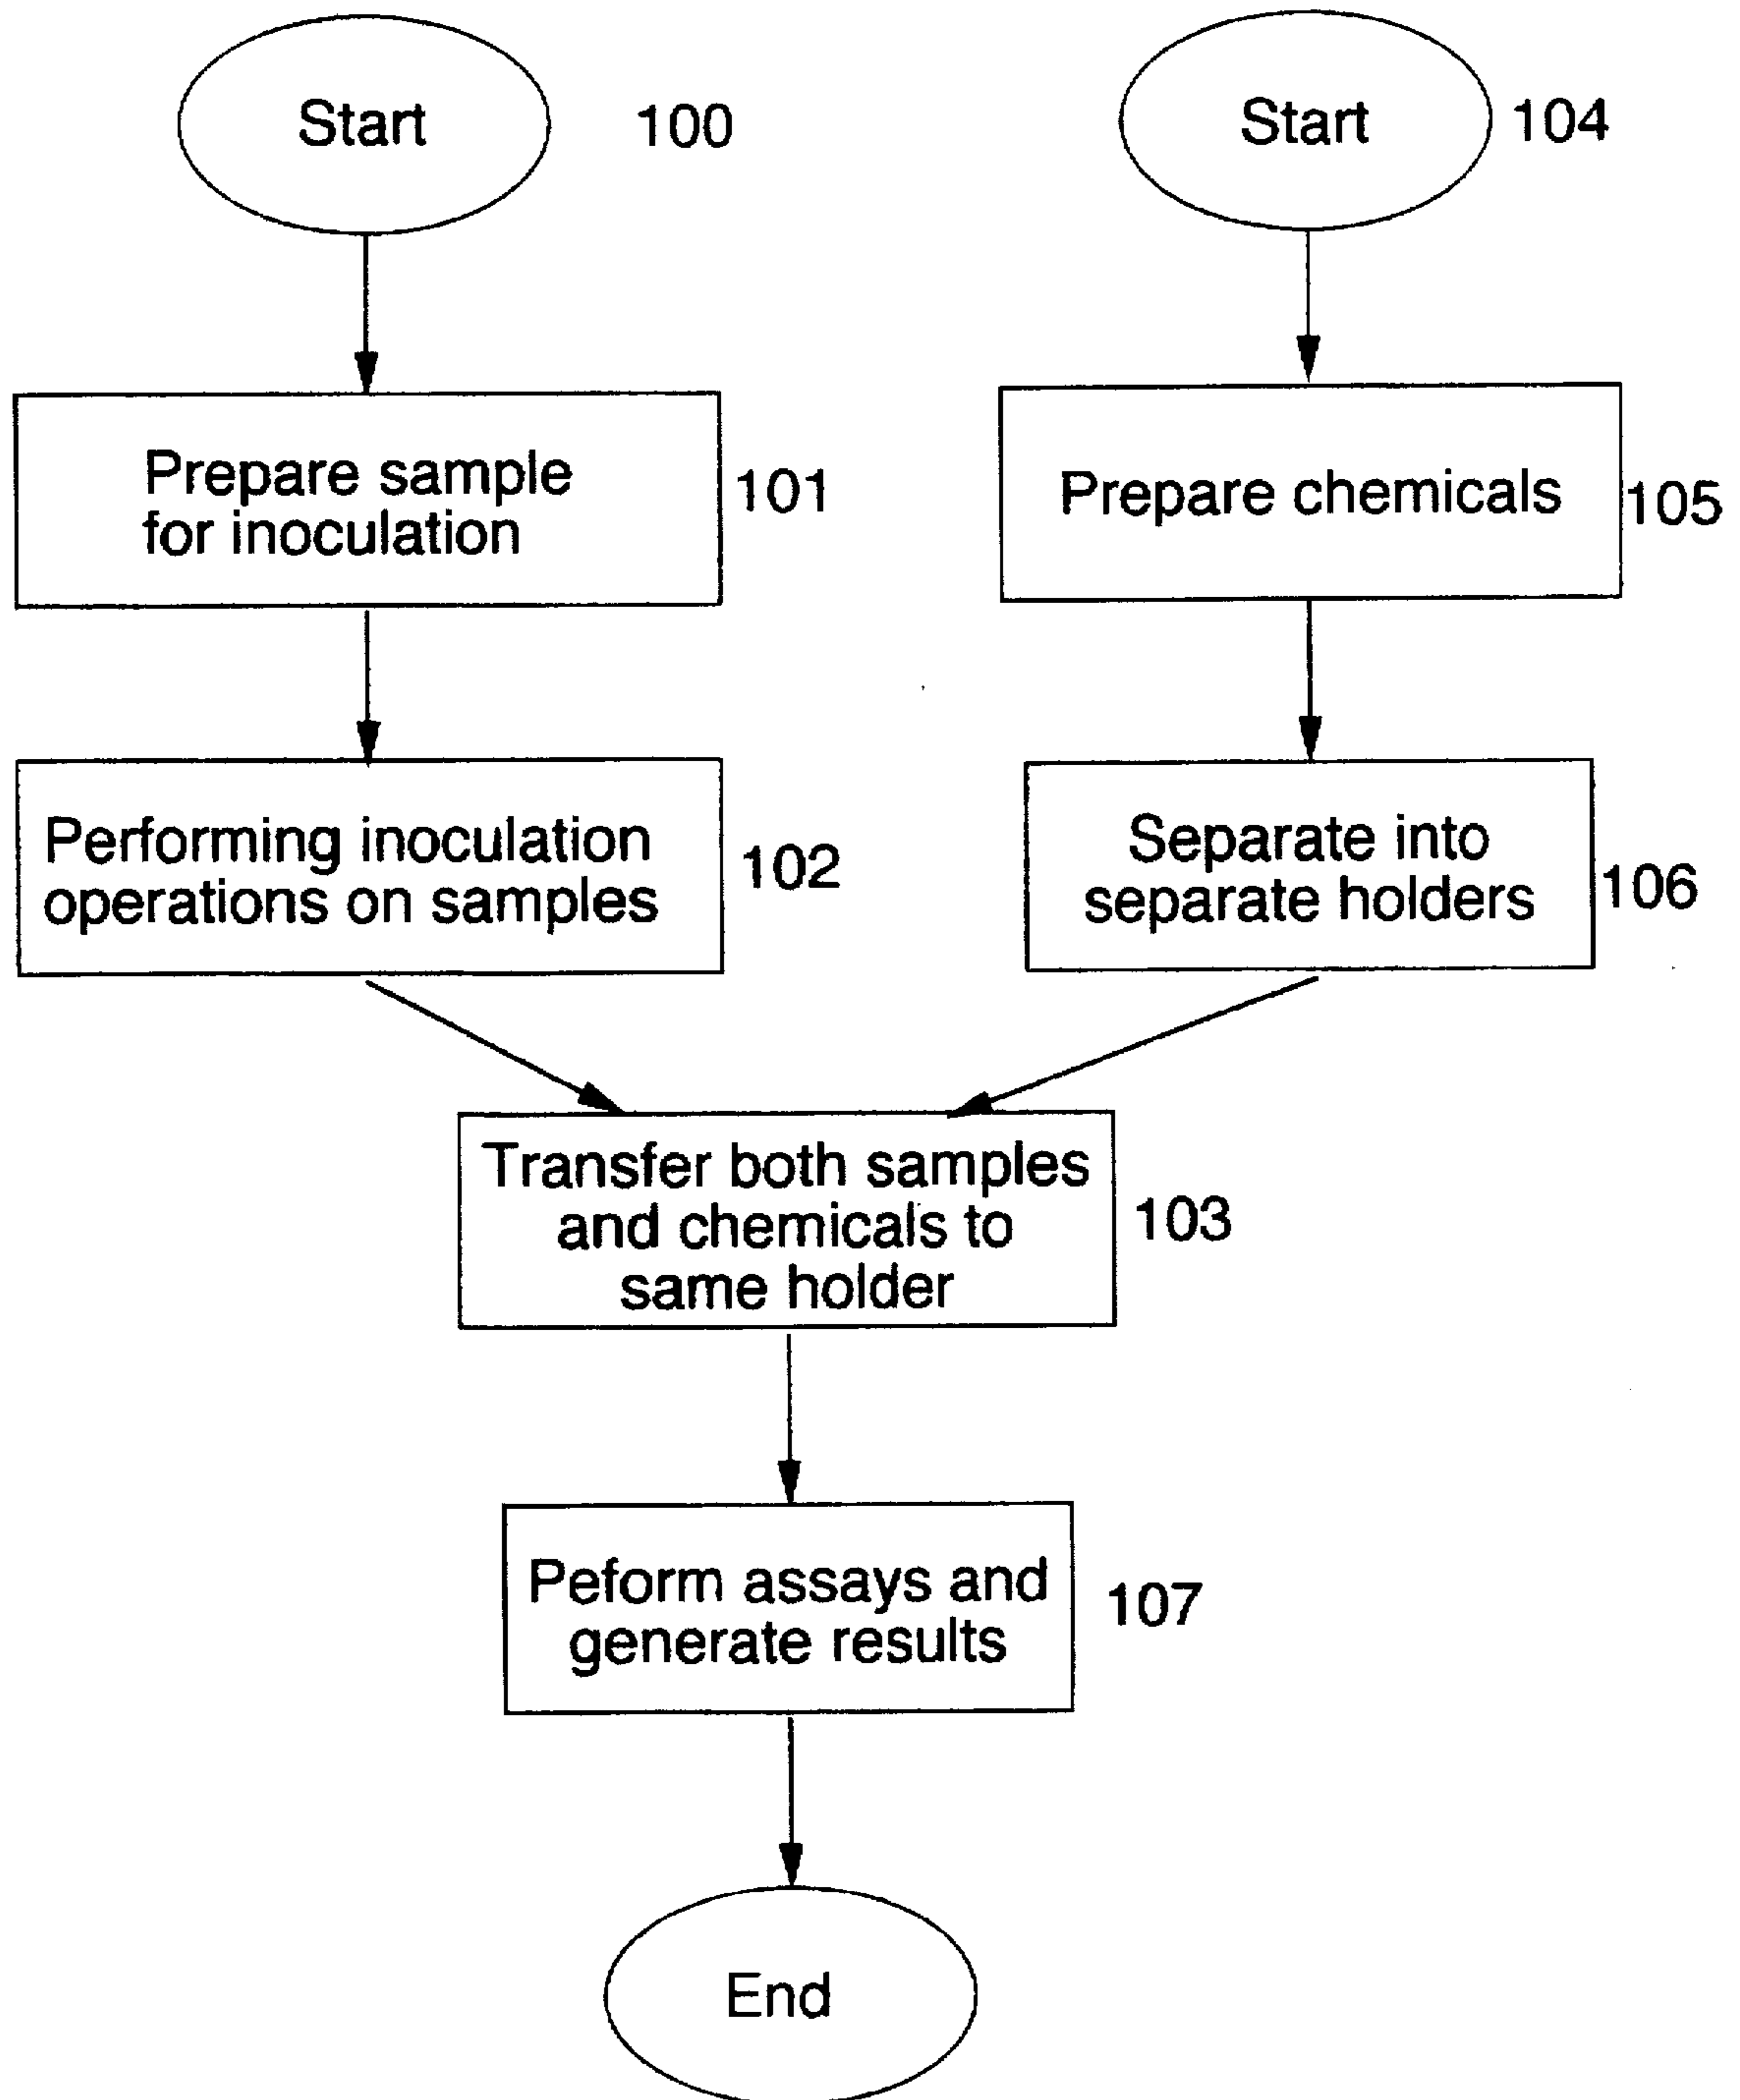 Start
100
Start
104
Prepare sample
for inoculation
101
Prepare chemicals
105
Performing inoculation
operations on samples
102
Separate into
separate holders
106
Transfer both samples
and chemicals to
same holder
103
Peform assays and
generate results
107
End